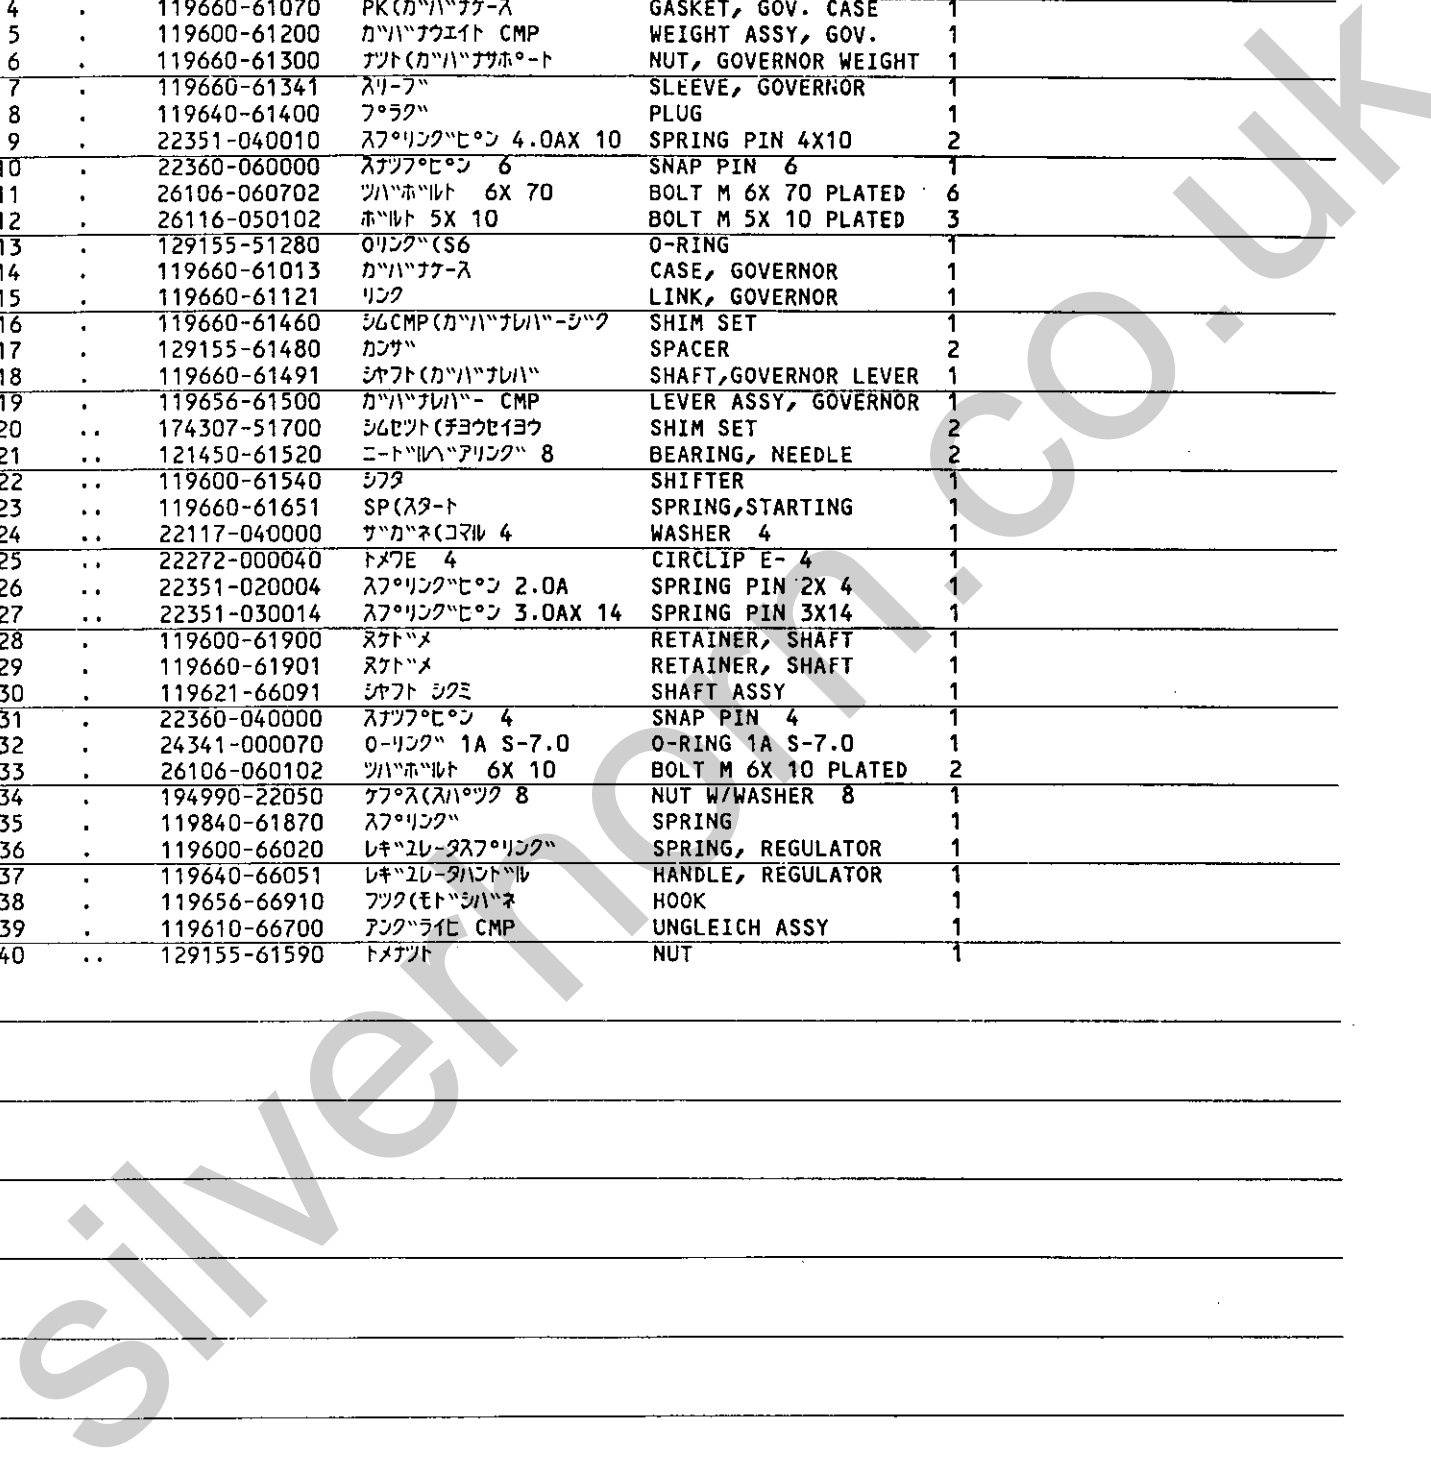 4 . 119660-61070 PK(ガバナケース GASKET, GOV. CASE 1
5 . 119600-61200 ガバナウエイト CMP WEIGHT ASSY, GOV. 1
6 . 119660-61300 ナツト(ガバナサポート NUT, GOVERNOR WEIGHT 1
7 . 119660-61341 スリーブ SLEEVE, GOVERNOR 1
8 . 119640-61400 プラグ PLUG 1
9 . 22351-040010 スプリングピン 4.0AX 10 SPRING PIN 4X10 2
10 . 22360-060000 スナツプピン 6 SNAP PIN 6 1
11 . 26106-060702 ツバボルト 6X 70 BOLT M 6X 70 PLATED 6
12 . 26116-050102 ボルト 5X 10 BOLT M 5X 10 PLATED 3
13 . 129155-51280 Oリング(S6 O-RING 1
14 . 119660-61013 ガバナケース CASE, GOVERNOR 1
15 . 119660-61121 リンク LINK, GOVERNOR 1
16 . 119660-61460 シムCMP(ガバナレバージク SHIM SET 1
17 . 129155-61480 カンザ SPACER 2
18 . 119660-61491 シヤフト(ガバナレバ SHAFT,GOVERNOR LEVER 1
19 . 119656-61500 ガバナレバー CMP LEVER ASSY, GOVERNOR 1
20 .. 174307-51700 シムセツト(チヨウセイヨウ SHIM SET 2
21 .. 121450-61520 ニードルベアリング 8 BEARING, NEEDLE 2
22 .. 119600-61540 シフタ SHIFTER 1
23 .. 119660-61651 SP(スタート SPRING,STARTING 1
24 .. 22117-040000 ザガネ(コマル 4 WASHER 4 1
25 .. 22272-000040 トメワE 4 CIRCLIP E- 4 1
26 .. 22351-020004 スプリングピン 2.0A SPRING PIN 2X 4 1
27 .. 22351-030014 スプリングピン 3.0AX 14 SPRING PIN 3X14 1
28 . 119600-61900 ヌケドメ RETAINER, SHAFT 1
29 . 119660-61901 ヌケドメ RETAINER, SHAFT 1
30 . 119621-66091 シヤフト シクミ SHAFT ASSY 1
31 . 22360-040000 スナツプピン 4 SNAP PIN 4 1
32 . 24341-000070 O-リング 1A S-7.0 O-RING 1A S-7.0 1
33 . 26106-060102 ツバボルト 6X 10 BOLT M 6X 10 PLATED 2
34 . 194990-22050 ケプス(スパツク 8 NUT W/WASHER 8 1
35 . 119840-61870 スプリング SPRING 1
36 . 119600-66020 レギユレータスプリング SPRING, REGULATOR 1
37 . 119640-66051 レギユレータハンドル HANDLE, REGULATOR 1
38 . 119656-66910 フツク(モドシバネ HOOK 1
39 . 119610-66700 アングライヒ CMP UNGLEICH ASSY 1
40 .. 129155-61590 トメナツト NUT 1
silverhorn.co.uk